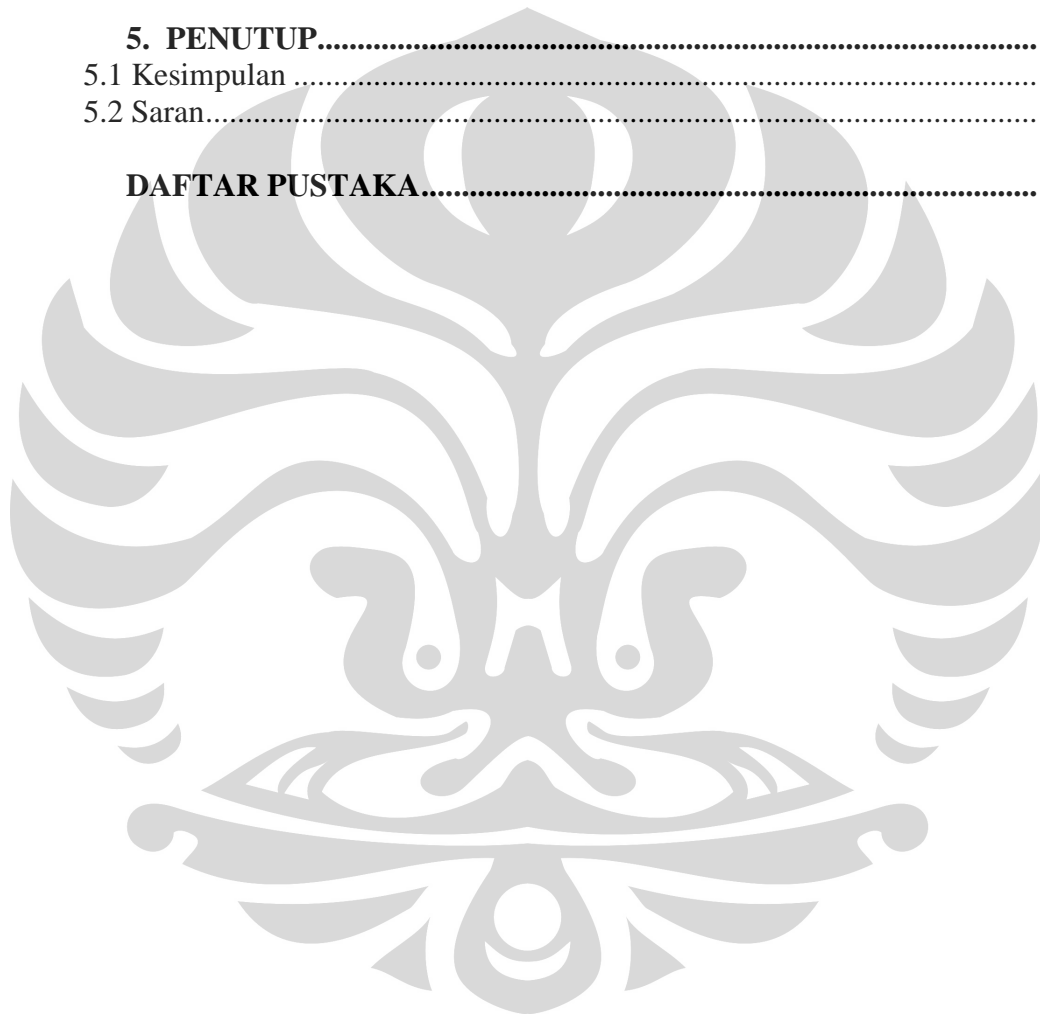 5. PENUTUP................................................................................................
5.1 Kesimpulan ..............................................................................................
5.2 Saran.........................................................................................................
DAFTAR PUSTAKA..................................................................................